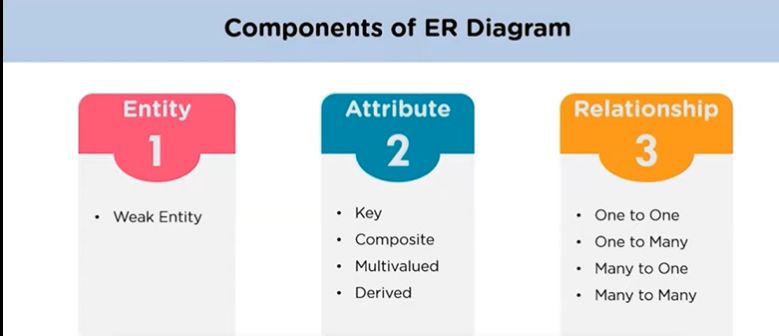 Components of ER Diagram
Entity
1
• Weak Entity
Attribute
2
• Key
• Composite
• Multivalued
• Derived
Relationship
3
• One to One
• One to Many
• Many to One
• Many to Many